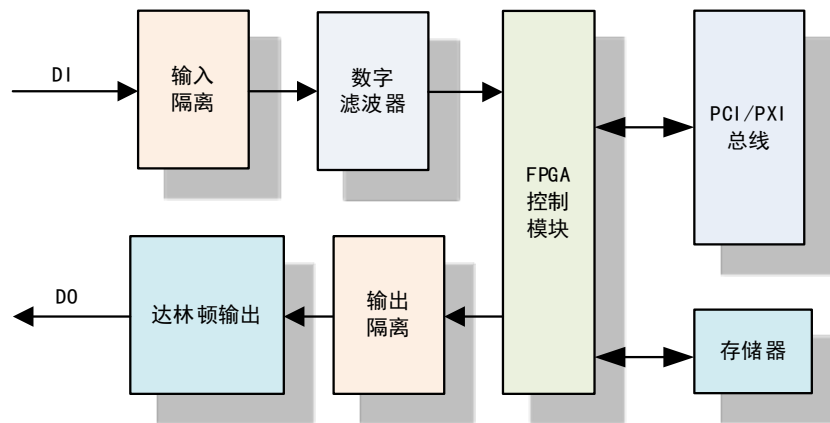 DI
输入
隔离
数字
滤波器
FPGA
控制
模块
PCI/PXI
总线
DO
达林顿输出
输出
隔离
存储器